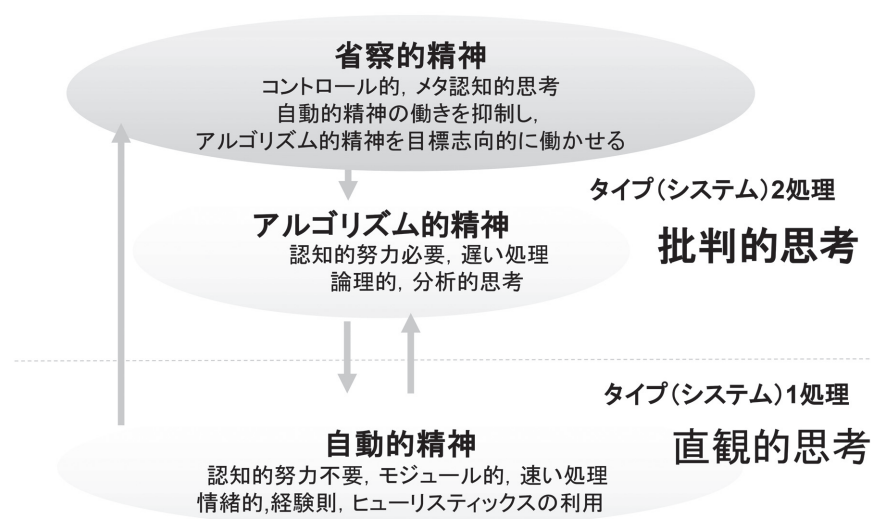 省察的精神
コントロール的, メタ認知的思考
自動的精神の働きを抑制し,
アルゴリズム的精神を目標志向的に働かせる
タイプ(システム)2処理
批判的思考
アルゴリズム的精神
認知的努力必要, 遅い処理
論理的, 分析的思考
タイプ(システム)1処理
直観的思考
自動的精神
認知的努力不要, モジュール的, 速い処理
情緒的,経験則, ヒューリスティックスの利用